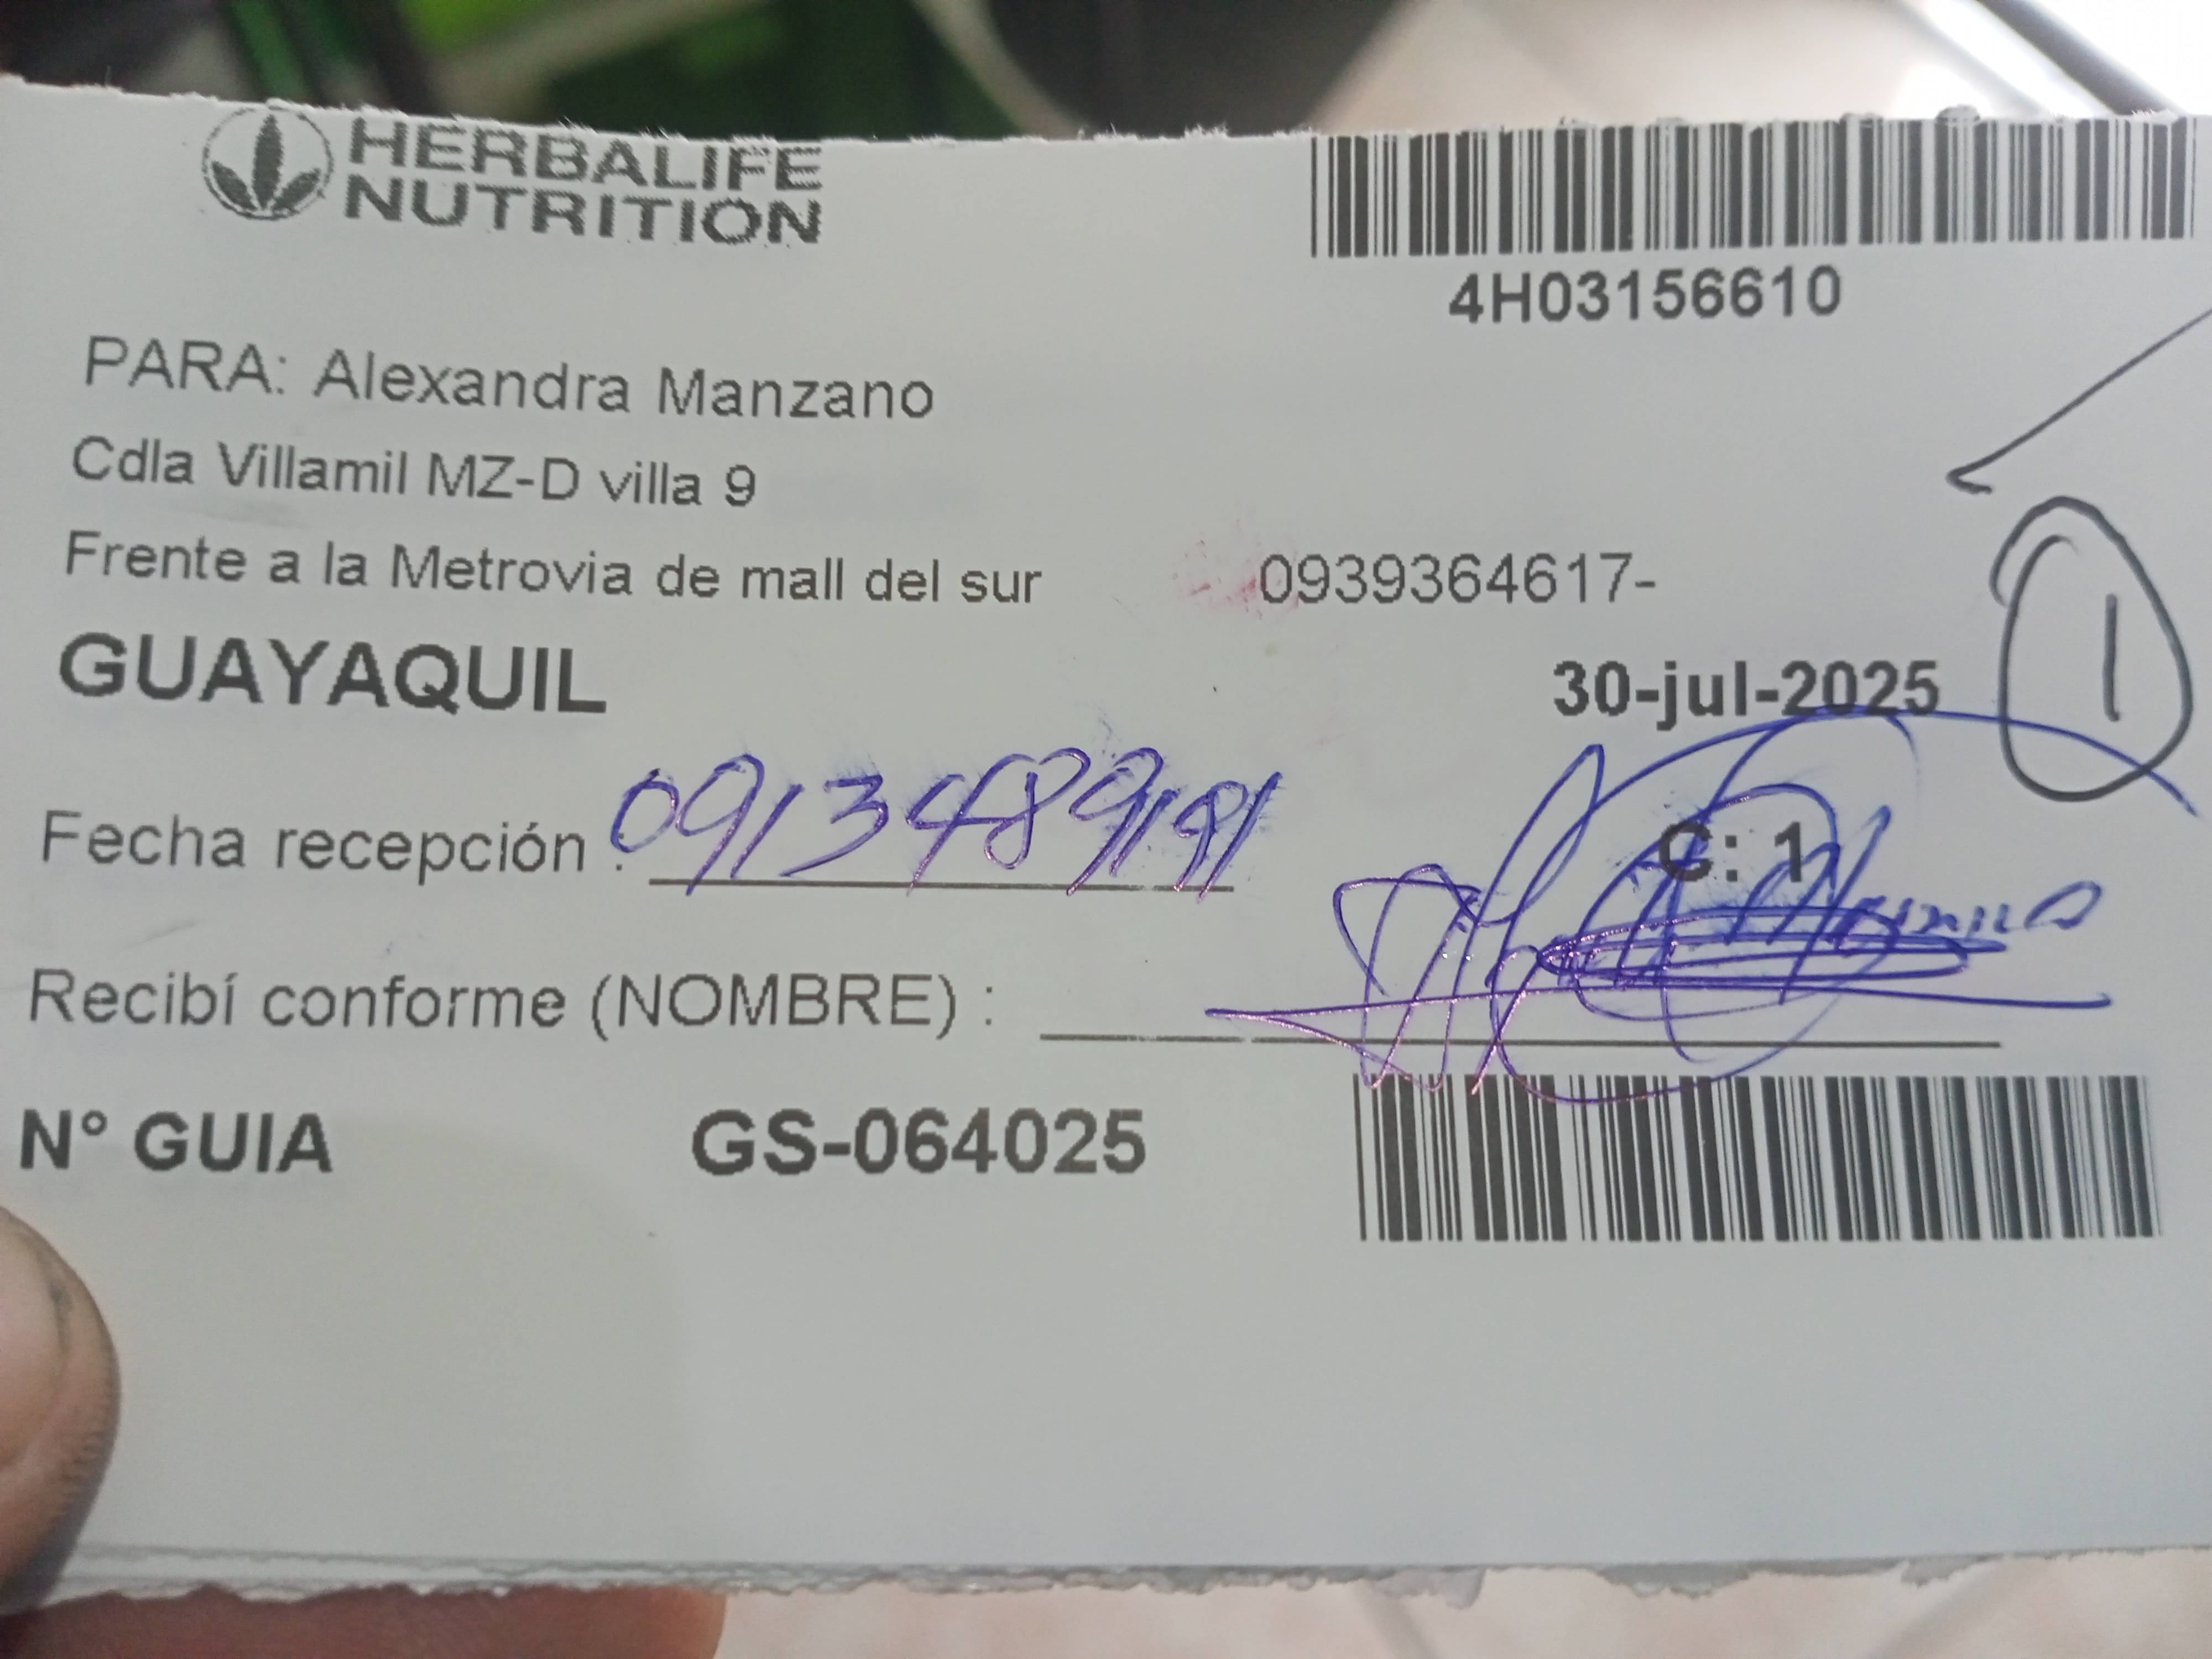 HERBALIFE
NUTRITION
4H03156610
PARA: Alexandra Manzano
Cdla Villamil MZ-D villa 9
Frente a la Metrovia de mall del sur 0939364617-
GUAYAQUIL 30-jul-2025
1
Fecha recepción : 0913489191
C: 1
Recibí conforme (NOMBRE) :
N° GUIA GS-064025